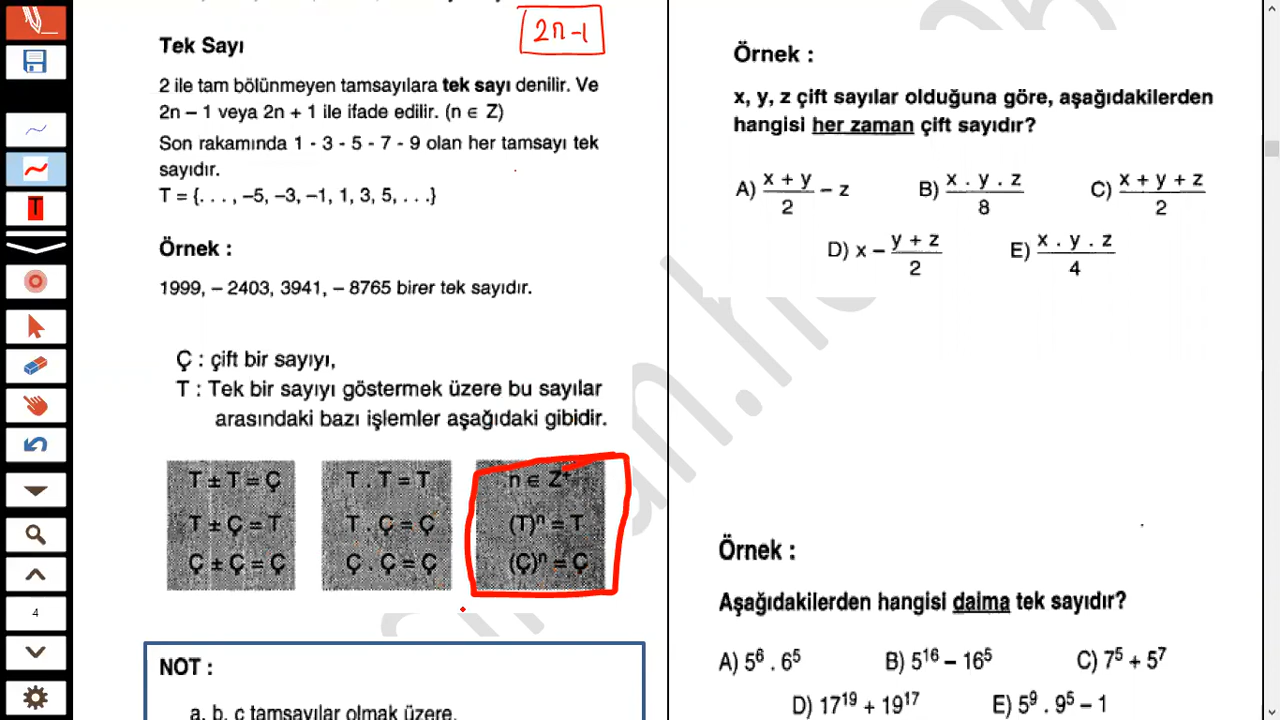 2n-1
Tek Sayı
2 ile tam bölünmeyen tamsayılara tek sayı denilir. Ve
2n – 1 veya 2n + 1 ile ifade edilir. (n ∈ Z)
Son rakamında 1 - 3 - 5 - 7 - 9 olan her tamsayı tek
sayıdır.
T = {. . . , –5, –3, –1, 1, 3, 5, . . .}
Örnek :
1999, – 2403, 3941, – 8765 birer tek sayıdır.
Ç : çift bir sayıyı,
T : Tek bir sayıyı göstermek üzere bu sayılar
arasındaki bazı işlemler aşağıdaki gibidir.
T ± T = Ç
T ± Ç = T
Ç ± Ç = Ç
T . T = T
T . Ç = Ç
Ç . Ç = Ç
n ∈ Z⁺
(T)ⁿ = T
(Ç)ⁿ = Ç
NOT :
a, b, c tamsayılar olmak üzere,
Örnek :
x, y, z çift sayılar olduğuna göre, aşağıdakilerden
hangisi her zaman çift sayıdır?
A) (x + y)/2 – z B) (x . y . z)/8 C) (x + y + z)/2
D) x – (y + z)/2 E) (x . y . z)/4
Örnek :
Aşağıdakilerden hangisi daima tek sayıdır?
A) 5⁶ . 6⁵ B) 5¹⁶ – 16⁵ C) 7⁵ + 5⁷
D) 17¹⁹ + 19¹⁷ E) 5⁹ . 9⁵ – 1
T
4